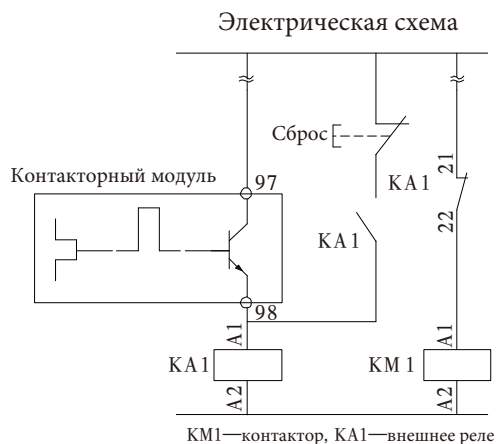 Электрическая схема
Сброс
Контакторный модуль
97
KA1
21
22
KA1
98
A1
KA1
A2
A1
KM1
A2
KM1—контактор, KA1—внешнее реле